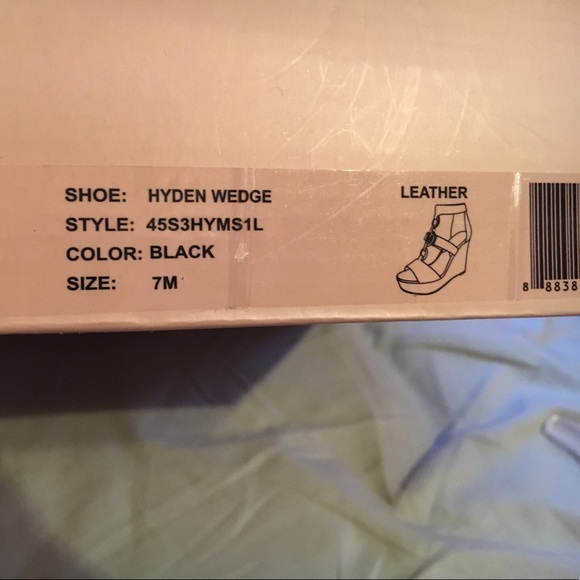 SHOE: HYDEN WEDGE
STYLE: 45S3HYMS1L
COLOR: BLACK
SIZE: 7M
LEATHER
8 8838